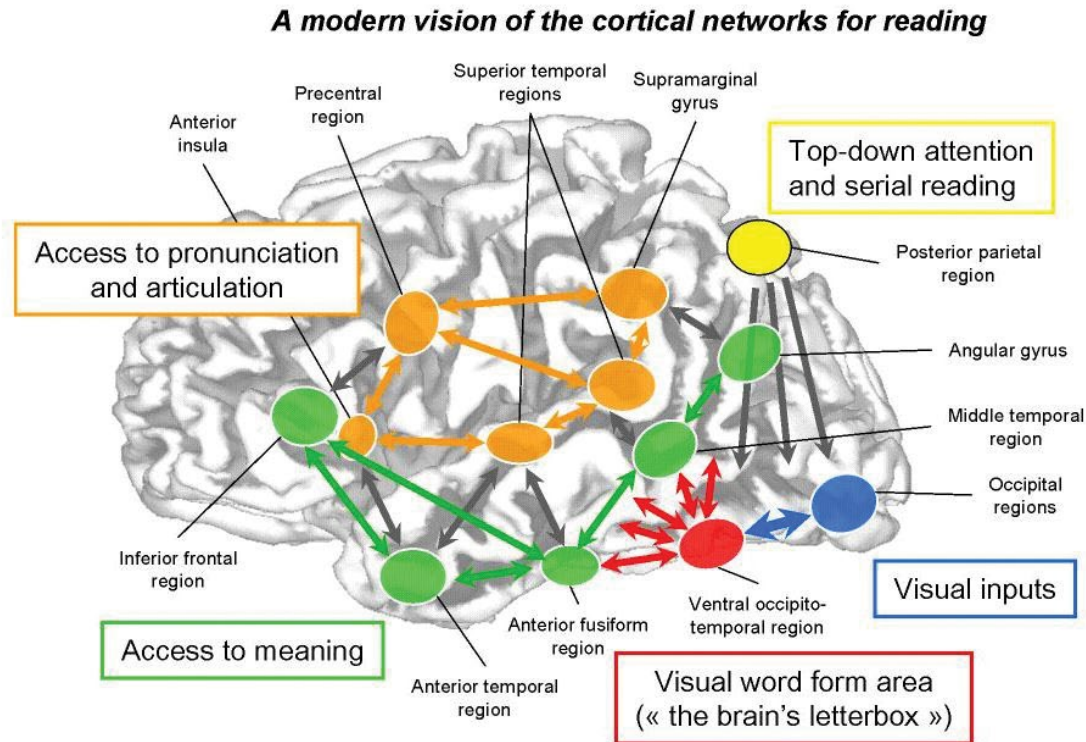 A modern vision of the cortical networks for reading
Superior temporal
regions
Supramarginal
gyrus
Precentral
region
Anterior
insula
Top-down attention
and serial reading
Access to pronunciation
and articulation
Posterior parietal
region
Angular gyrus
Middle temporal
region
Occipital
regions
Inferior frontal
region
Visual inputs
Ventral occipito-
temporal region
Anterior fusiform
region
Access to meaning
Anterior temporal
region
Visual word form area
(« the brain's letterbox »)